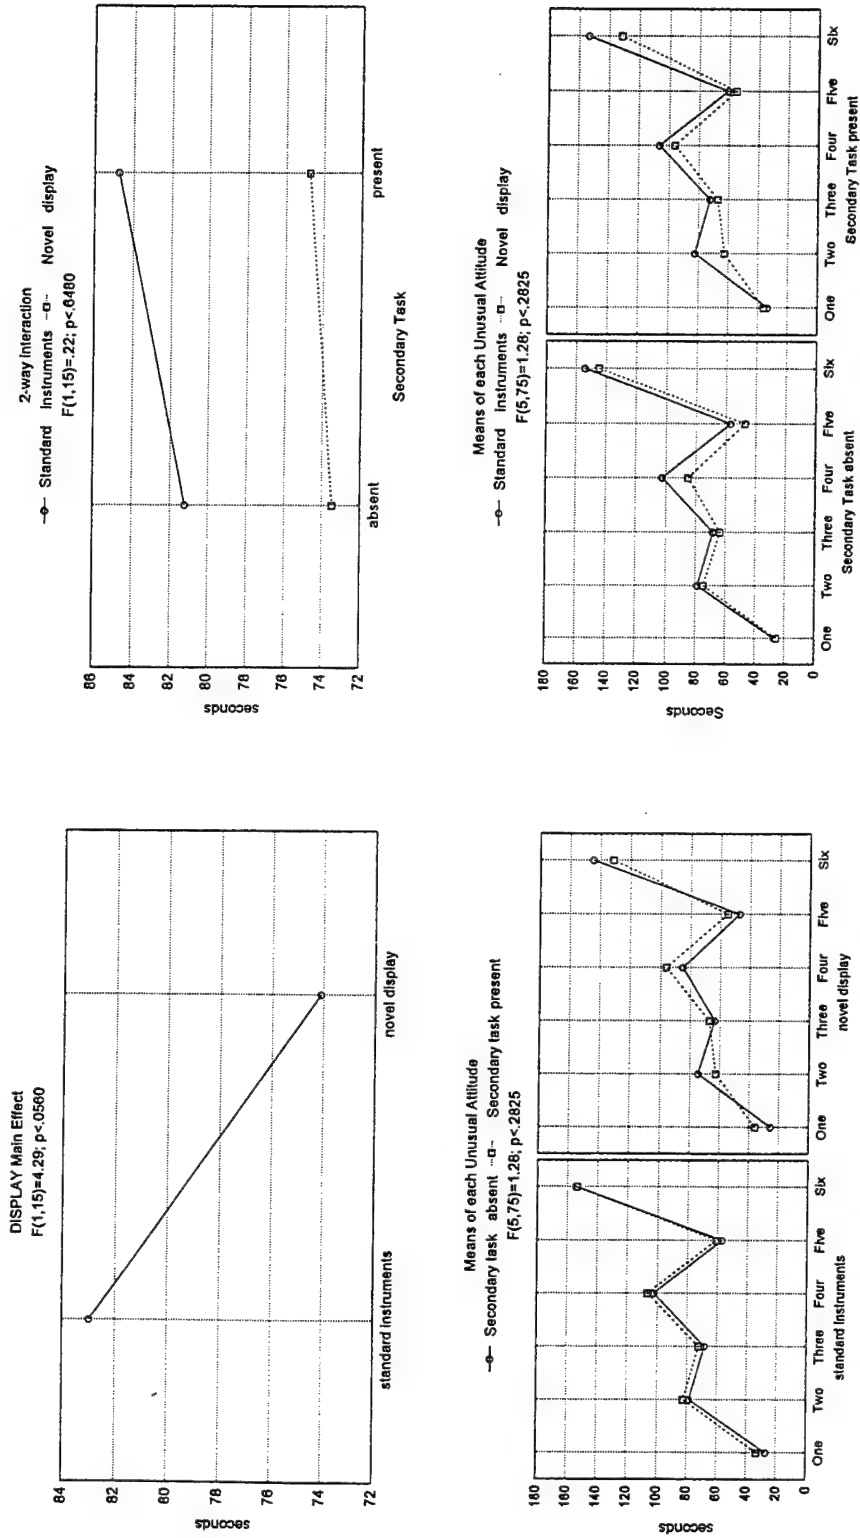 2-way interaction
Standard Instruments Novel display
F(1,15)=.22; p<.6480
86
84
82
80
78
76
74
72
seconds
absent
present
Secondary Task
Means of each Unusual Attitude
Standard Instruments Novel display
F(5,75)=1.28; p<.2825
180
160
140
120
100
80
60
40
20
0
Seconds
One Two Three Four Five Six
Secondary Task absent
One Two Three Four Five Six
Secondary Task present
DISPLAY Main Effect
F(1,15)=4.29; p<.0560
84
82
80
78
76
74
72
seconds
standard instruments
novel display
Means of each Unusual Attitude
Secondary task absent Secondary task present
F(5,75)=1.28; p<.2825
180
160
140
120
100
80
60
40
20
0
seconds
One Two Three Four Five Six
standard instruments
One Two Three Four Five Six
novel display